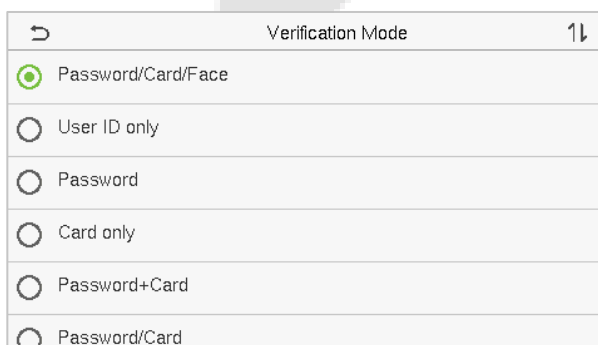 Verification Mode
Password/Card/Face
User ID only
Password
Card only
Password+Card
Password/Card